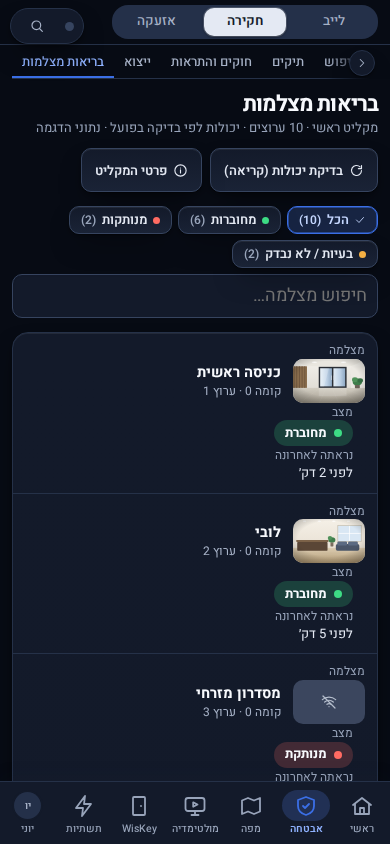 לייב
חקירה
אזעקה
יפוש
תיקים
חוקים והתראות
ייצוא
בריאות מצלמות
בריאות מצלמות
מקליט ראשי · 10 ערוצים · יכולות לפי בדיקה בפועל · נתוני הדגמה
בדיקת יכולות (קריאה)
פרטי המקליט
הכל (10)
מחוברות (6)
מנותקות (2)
בעיות / לא נבדק (2)
חיפוש מצלמה...
מצלמה
כניסה ראשית
קומה 0 · ערוץ 1
מצב
מחוברת
נראתה לאחרונה
לפני 2 דק׳
מצלמה
לובי
קומה 0 · ערוץ 2
מצב
מחוברת
נראתה לאחרונה
לפני 5 דק׳
מצלמה
מסדרון מזרחי
קומה 0 · ערוץ 3
מצב
מנותקת
נראתה לאחרונה
ראשי
אבטחה
מפה
מולטימדיה
WisKey
תשתיות
יו
יוני